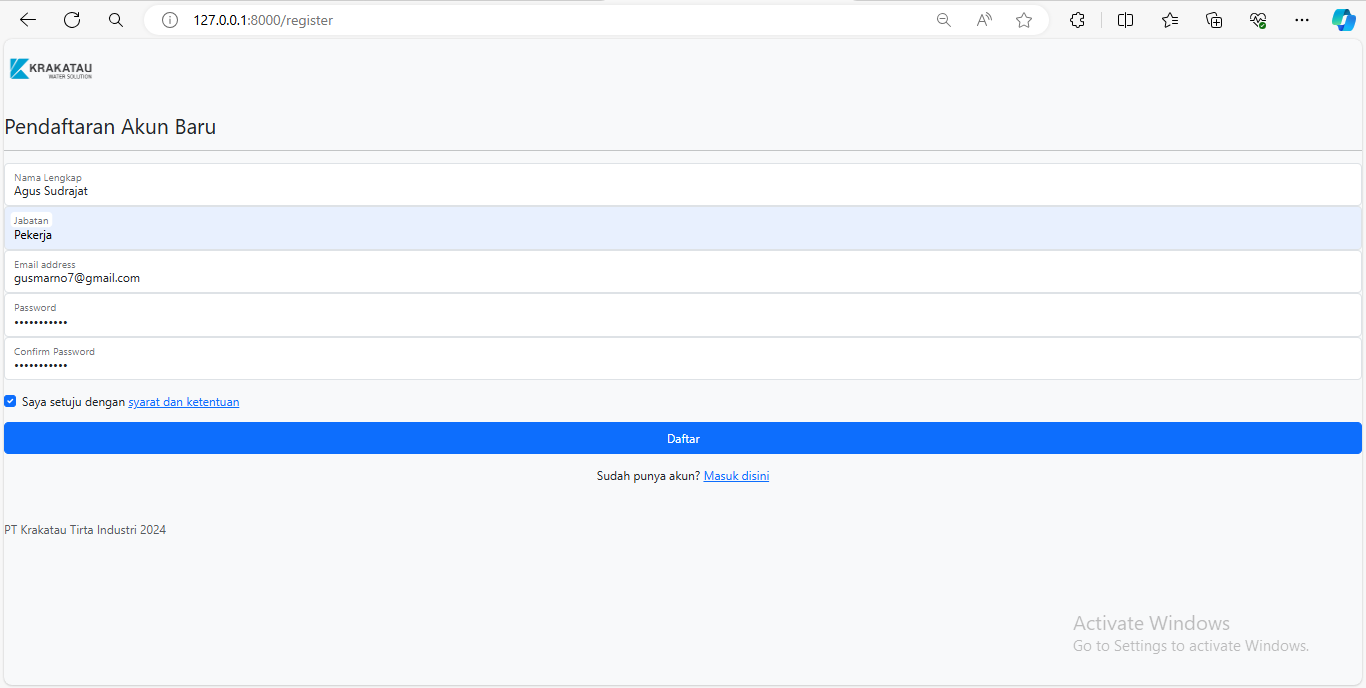 127.0.0.1:8000/register
KRAKATAU
WATER SOLUTION
Pendaftaran Akun Baru
Nama Lengkap
Agus Sudrajat
Jabatan
Pekerja
Email address
gusmarno7@gmail.com
Password
•••••••••••
Confirm Password
•••••••••••
Saya setuju dengan syarat dan ketentuan
Daftar
Sudah punya akun? Masuk disini
PT Krakatau Tirta Industri 2024
Activate Windows
Go to Settings to activate Windows.